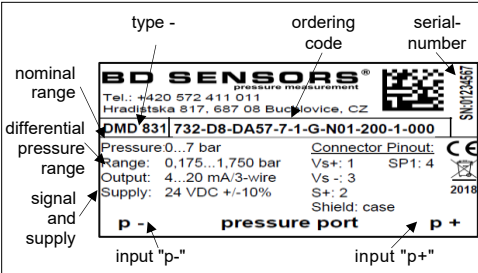 type - ordering code serial-number
BD SENSORS®
pressure measurement
Tel.: +420 572 411 011
Hradistska 817, 687 08 Buchlovice, CZ
SN:01234567
nominal range
DMD 831 732-D8-DA57-7-1-G-N01-200-1-000
differential pressure range
Pressure:0...7 bar Connector Pinout:
Range: 0,175...1,750 bar Vs+: 1 SP1: 4
Output: 4...20 mA/3-wire Vs -: 3
signal and supply
Supply: 24 VDC +/-10% S+: 2
Shield: case
CE
2018
p - pressure port p +
input "p-" input "p+"